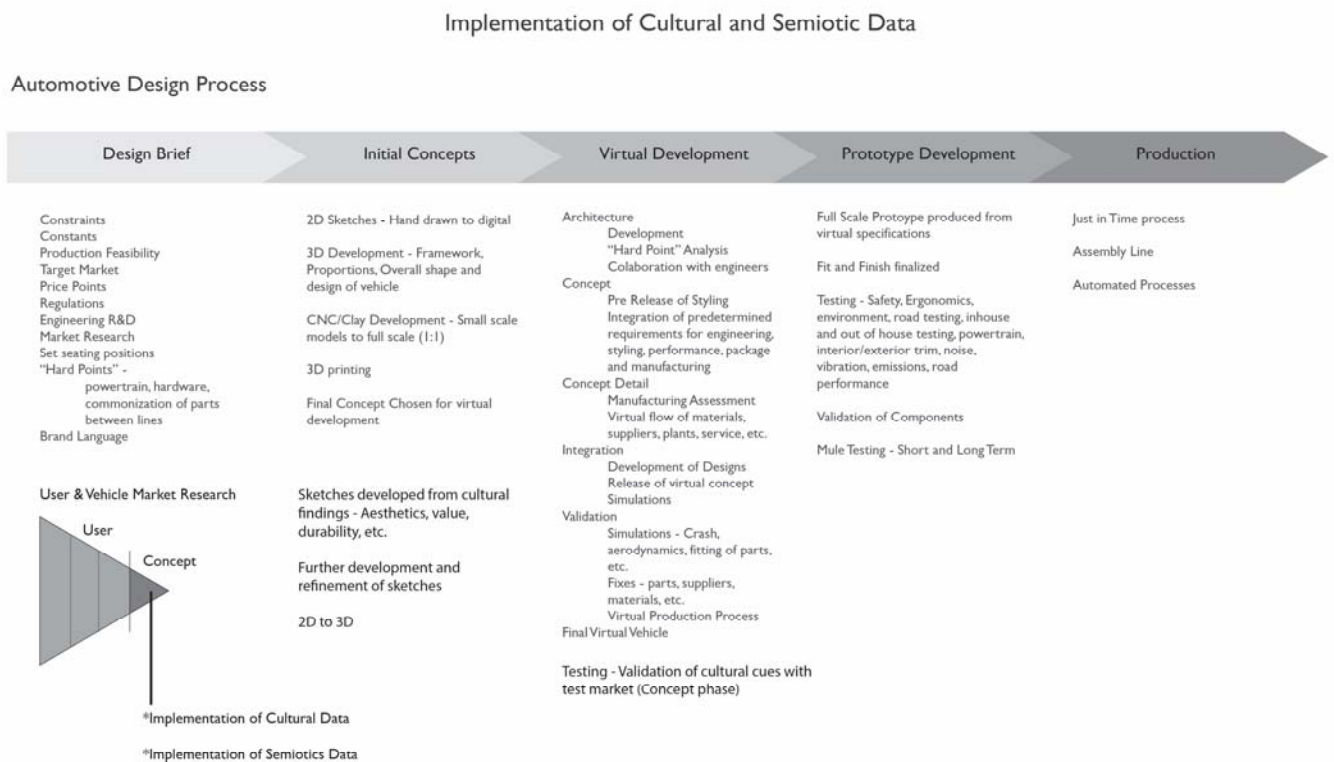 Implementation of Cultural and Semiotic Data
Automotive Design Process
Design Brief
Initial Concepts
Virtual Development
Prototype Development
Production
Constraints
Constants
Production Feasibility
Target Market
Price Points
Regulations
Engineering R&D
Market Research
Set seating positions
"Hard Points" -
powertrain, hardware,
commonization of parts
between lines
Brand Language
User & Vehicle Market Research
User
Concept
*Implementation of Cultural Data
*Implementation of Semiotics Data
2D Sketches - Hand drawn to digital
3D Development - Framework,
Proportions, Overall shape and
design of vehicle
CNC/Clay Development - Small scale
models to full scale (1:1)
3D printing
Final Concept Chosen for virtual
development
Sketches developed from cultural
findings - Aesthetics, value,
durability, etc.
Further development and
refinement of sketches
2D to 3D
Architecture
Development
"Hard Point" Analysis
Colaboration with engineers
Concept
Pre Release of Styling
Integration of predetermined
requirements for engineering,
styling, performance, package
and manufacturing
Concept Detail
Manufacturing Assessment
Virtual flow of materials,
suppliers, plants, service, etc.
Integration
Development of Designs
Release of virtual concept
Simulations
Validation
Simulations - Crash,
aerodynamics, fitting of parts,
etc.
Fixes - parts, suppliers,
materials, etc.
Virtual Production Process
Final Virtual Vehicle
Testing - Validation of cultural cues with
test market (Concept phase)
Full Scale Protoype produced from
virtual specifications
Fit and Finish finalized
Testing - Safety, Ergonomics,
environment, road testing, inhouse
and out of house testing, powertrain,
interior/exterior trim, noise,
vibration, emissions, road
performance
Validation of Components
Mule Testing - Short and Long Term
Just in Time process
Assembly Line
Automated Processes